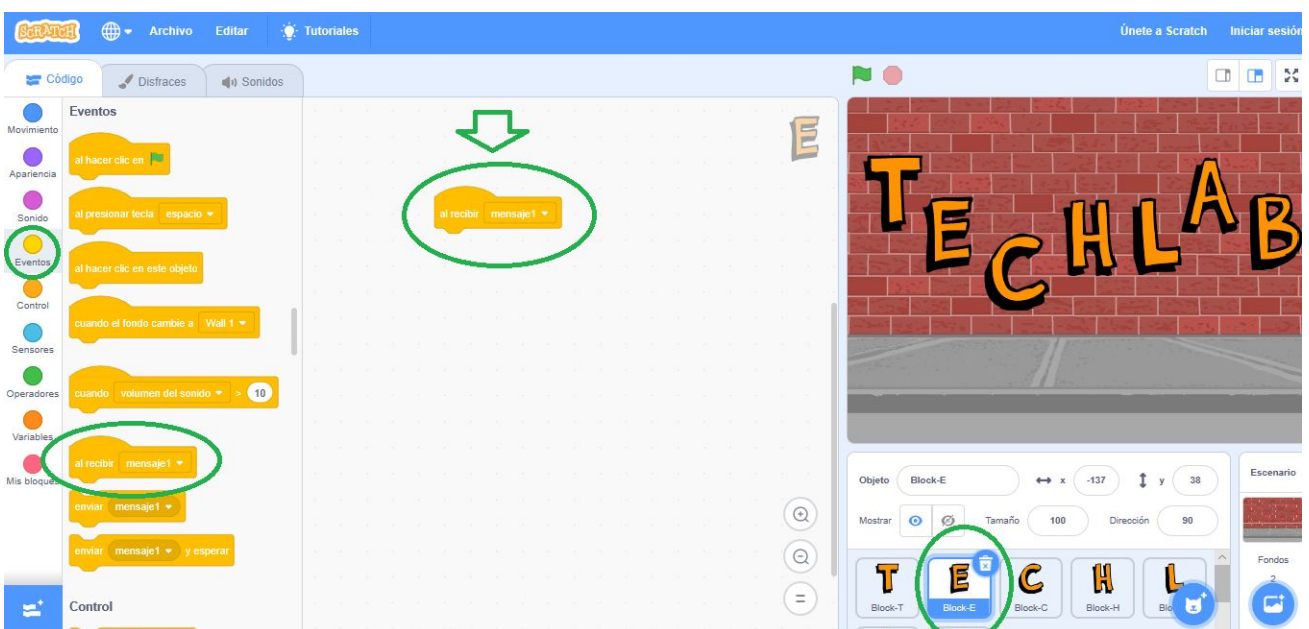 SCRATCH Archivo Editar Tutoriales Únete a Scratch Iniciar sesión
Código Disfraces Sonidos
Movimiento
Apariencia
Sonido
Eventos
Control
Sensores
Operadores
Variables
Mis bloques
Eventos
al hacer clic en
al presionar tecla espacio
al hacer clic en este objeto
cuando el fondo cambie a Wall 1
cuando volumen del sonido > 10
al recibir mensaje1
enviar mensaje1
enviar mensaje1 y esperar
Control
al recibir mensaje1
E
=
TECHLAB
Objeto Block-E x -137 y 38
Mostrar Tamaño 100 Dirección 90
T E C H L
Block-T Block-E Block-C Block-H
Escenario
Fondos
2